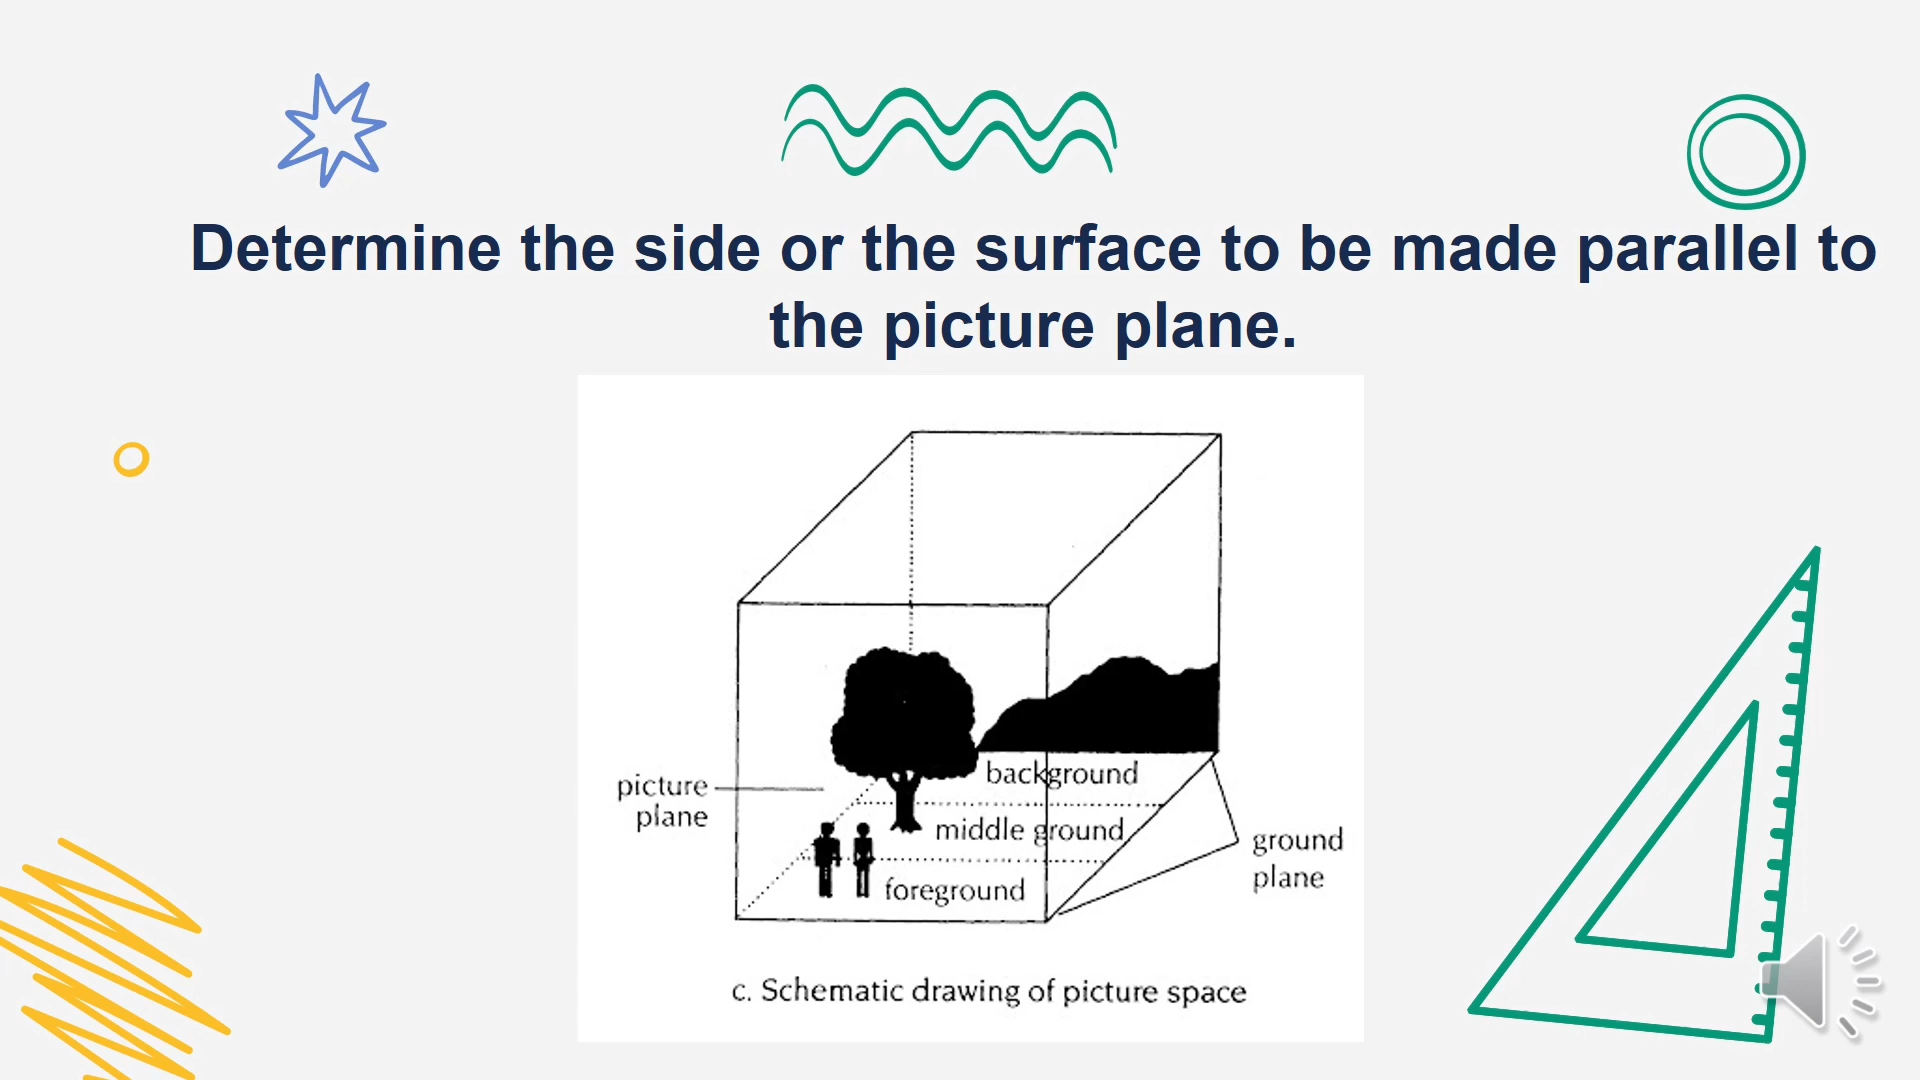 Determine the side or the surface to be made parallel to
the picture plane.
background
picture
plane
middle ground
ground
plane
foreground
c. Schematic drawing of picture space